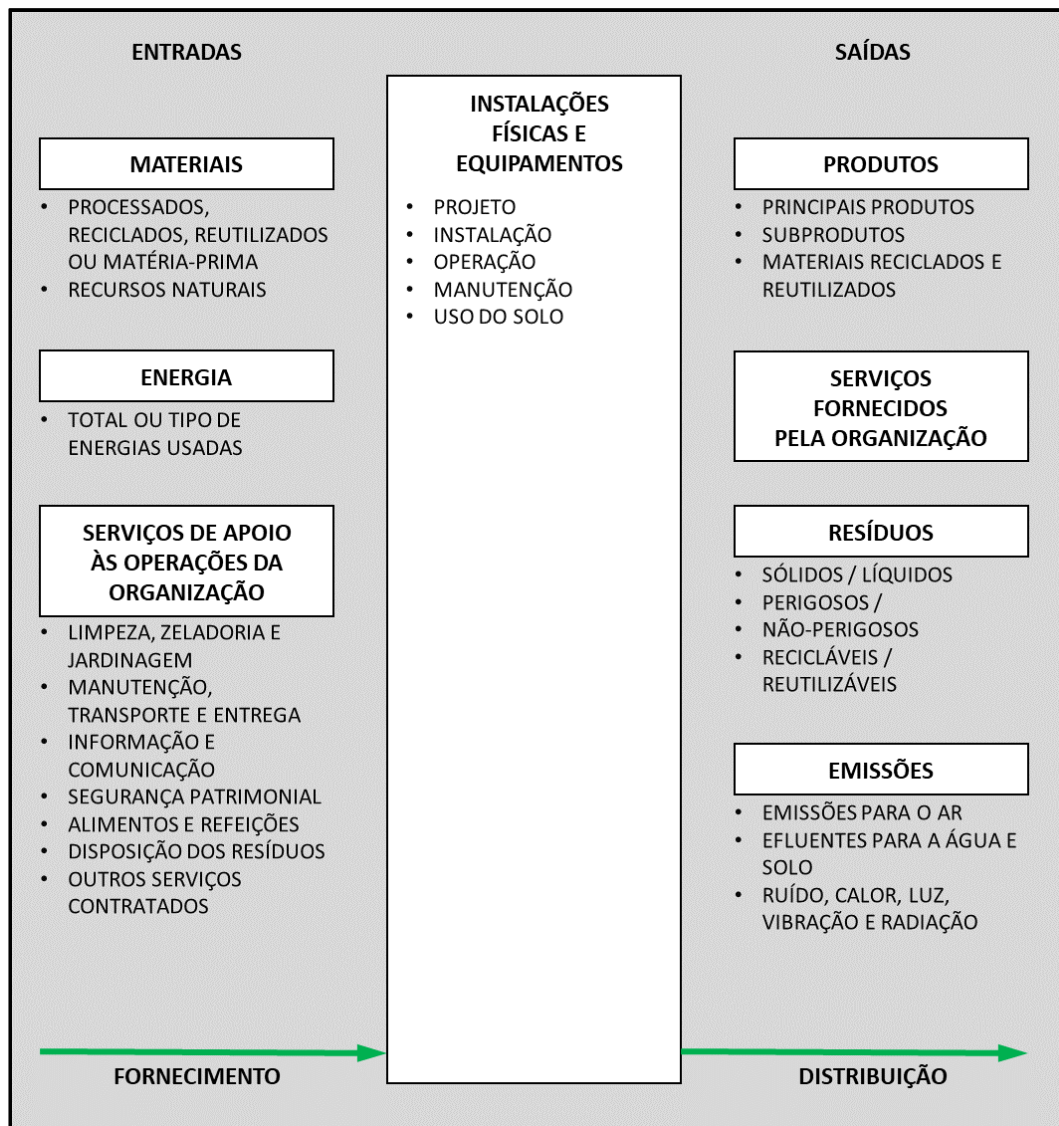 ENTRADAS
MATERIAIS
• PROCESSADOS,
RECICLADOS, REUTILIZADOS
OU MATÉRIA-PRIMA
• RECURSOS NATURAIS
ENERGIA
• TOTAL OU TIPO DE
ENERGIAS USADAS
SERVIÇOS DE APOIO
ÀS OPERAÇÕES DA
ORGANIZAÇÃO
• LIMPEZA, ZELADORIA E
JARDINAGEM
• MANUTENÇÃO,
TRANSPORTE E ENTREGA
• INFORMAÇÃO E
COMUNICAÇÃO
• SEGURANÇA PATRIMONIAL
• ALIMENTOS E REFEIÇÕES
• DISPOSIÇÃO DOS RESÍDUOS
• OUTROS SERVIÇOS
CONTRATADOS
FORNECIMENTO
INSTALAÇÕES
FÍSICAS E
EQUIPAMENTOS
• PROJETO
• INSTALAÇÃO
• OPERAÇÃO
• MANUTENÇÃO
• USO DO SOLO
SAÍDAS
PRODUTOS
• PRINCIPAIS PRODUTOS
• SUBPRODUTOS
• MATERIAIS RECICLADOS E
REUTILIZADOS
SERVIÇOS
FORNECIDOS
PELA ORGANIZAÇÃO
RESÍDUOS
• SÓLIDOS / LÍQUIDOS
• PERIGOSOS /
• NÃO-PERIGOSOS
• RECICLÁVEIS /
REUTILIZÁVEIS
EMISSÕES
• EMISSÕES PARA O AR
• EFLUENTES PARA A ÁGUA E
SOLO
• RUÍDO, CALOR, LUZ,
VIBRAÇÃO E RADIAÇÃO
DISTRIBUIÇÃO